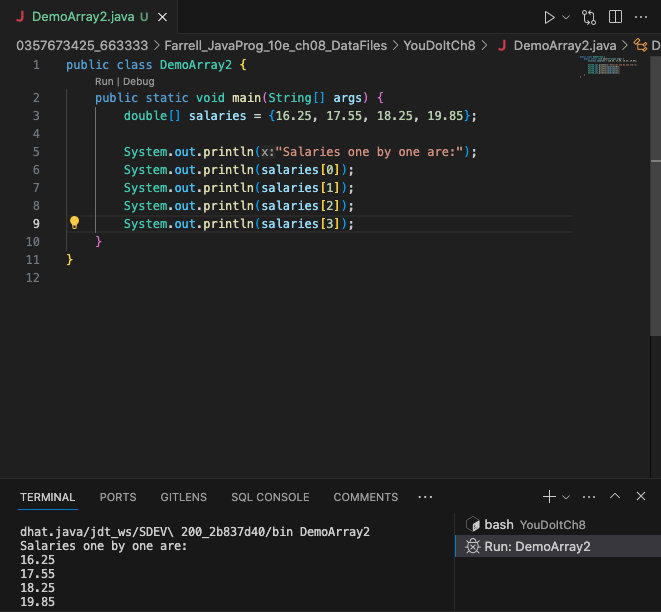 J DemoArray2.java U
0357673425_663333 > Farrell_JavaProg_10e_ch08_DataFiles > YouDoItCh8 > J DemoArray2.java > D
1 public class DemoArray2 {
Run | Debug
2 public static void main(String[] args) {
3 double[] salaries = {16.25, 17.55, 18.25, 19.85};
4
5 System.out.println(x:"Salaries one by one are:");
6 System.out.println(salaries[0]);
7 System.out.println(salaries[1]);
8 System.out.println(salaries[2]);
9 System.out.println(salaries[3]);
10 }
11 }
12
TERMINAL PORTS GITLENS SQL CONSOLE COMMENTS ...
dhat.java/jdt_ws/SDEV\ 200_2b837d40/bin DemoArray2
Salaries one by one are:
16.25
17.55
18.25
19.85
bash YouDoItCh8
Run: DemoArray2